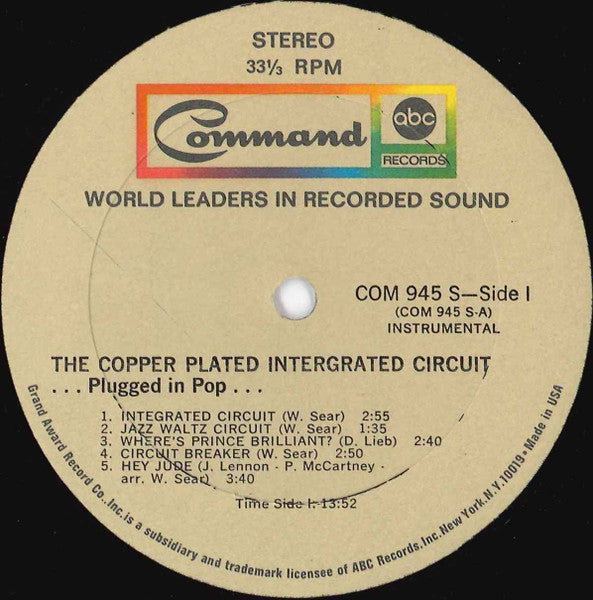 STEREO
33⅓ RPM
Command
abc
RECORDS
WORLD LEADERS IN RECORDED SOUND
COM 945 S—Side I
(COM 945 S-A)
INSTRUMENTAL
THE COPPER PLATED INTERGRATED CIRCUIT
. . . Plugged in Pop . . .
1. INTEGRATED CIRCUIT (W. Sear) 2:55
2. JAZZ WALTZ CIRCUIT (W. Sear) 1:35
3. WHERE'S PRINCE BRILLIANT? (D. Lieb) 2:40
4. CIRCUIT BREAKER (W. Sear) 2:50
5. HEY JUDE (J. Lennon - P. McCartney -
arr. W. Sear) 3:40
Time Side I: 13:52
Grand Award Record Co., Inc. is a subsidiary and trademark licensee of ABC Records, Inc. New York, N.Y. 10019 • Made in USA